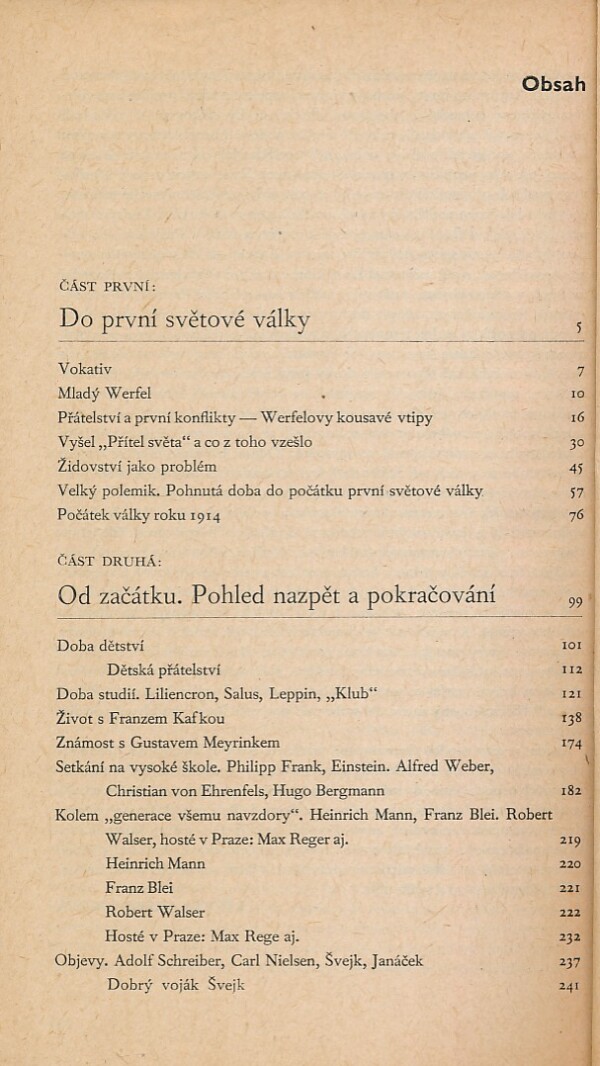 Obsah
ČÁST PRVNÍ:
Do první světové války 5
Vokativ 7
Mladý Werfel 10
Přátelství a první konflikty — Werfelovy kousavé vtipy 16
Vyšel „Přítel světa“ a co z toho vzešlo 30
Židovství jako problém 45
Velký polemik. Pohnutá doba do počátku první světové války 57
Počátek války roku 1914 76
ČÁST DRUHÁ:
Od začátku. Pohled nazpět a pokračování 99
Doba dětství 101
Dětská přátelství 112
Doba studií. Liliencron, Salus, Leppin, „Klub“ 121
Život s Franzem Kafkou 138
Známost s Gustavem Meyrinkem 174
Setkání na vysoké škole. Philipp Frank, Einstein. Alfred Weber,
Christian von Ehrenfels, Hugo Bergmann 182
Kolem „generace všemu navzdory“. Heinrich Mann, Franz Blei. Robert
Walser, hosté v Praze: Max Reger aj. 219
Heinrich Mann 220
Franz Blei 221
Robert Walser 222
Hosté v Praze: Max Rege aj. 232
Objevy. Adolf Schreiber, Carl Nielsen, Švejk, Janáček 237
Dobrý voják Švejk 241